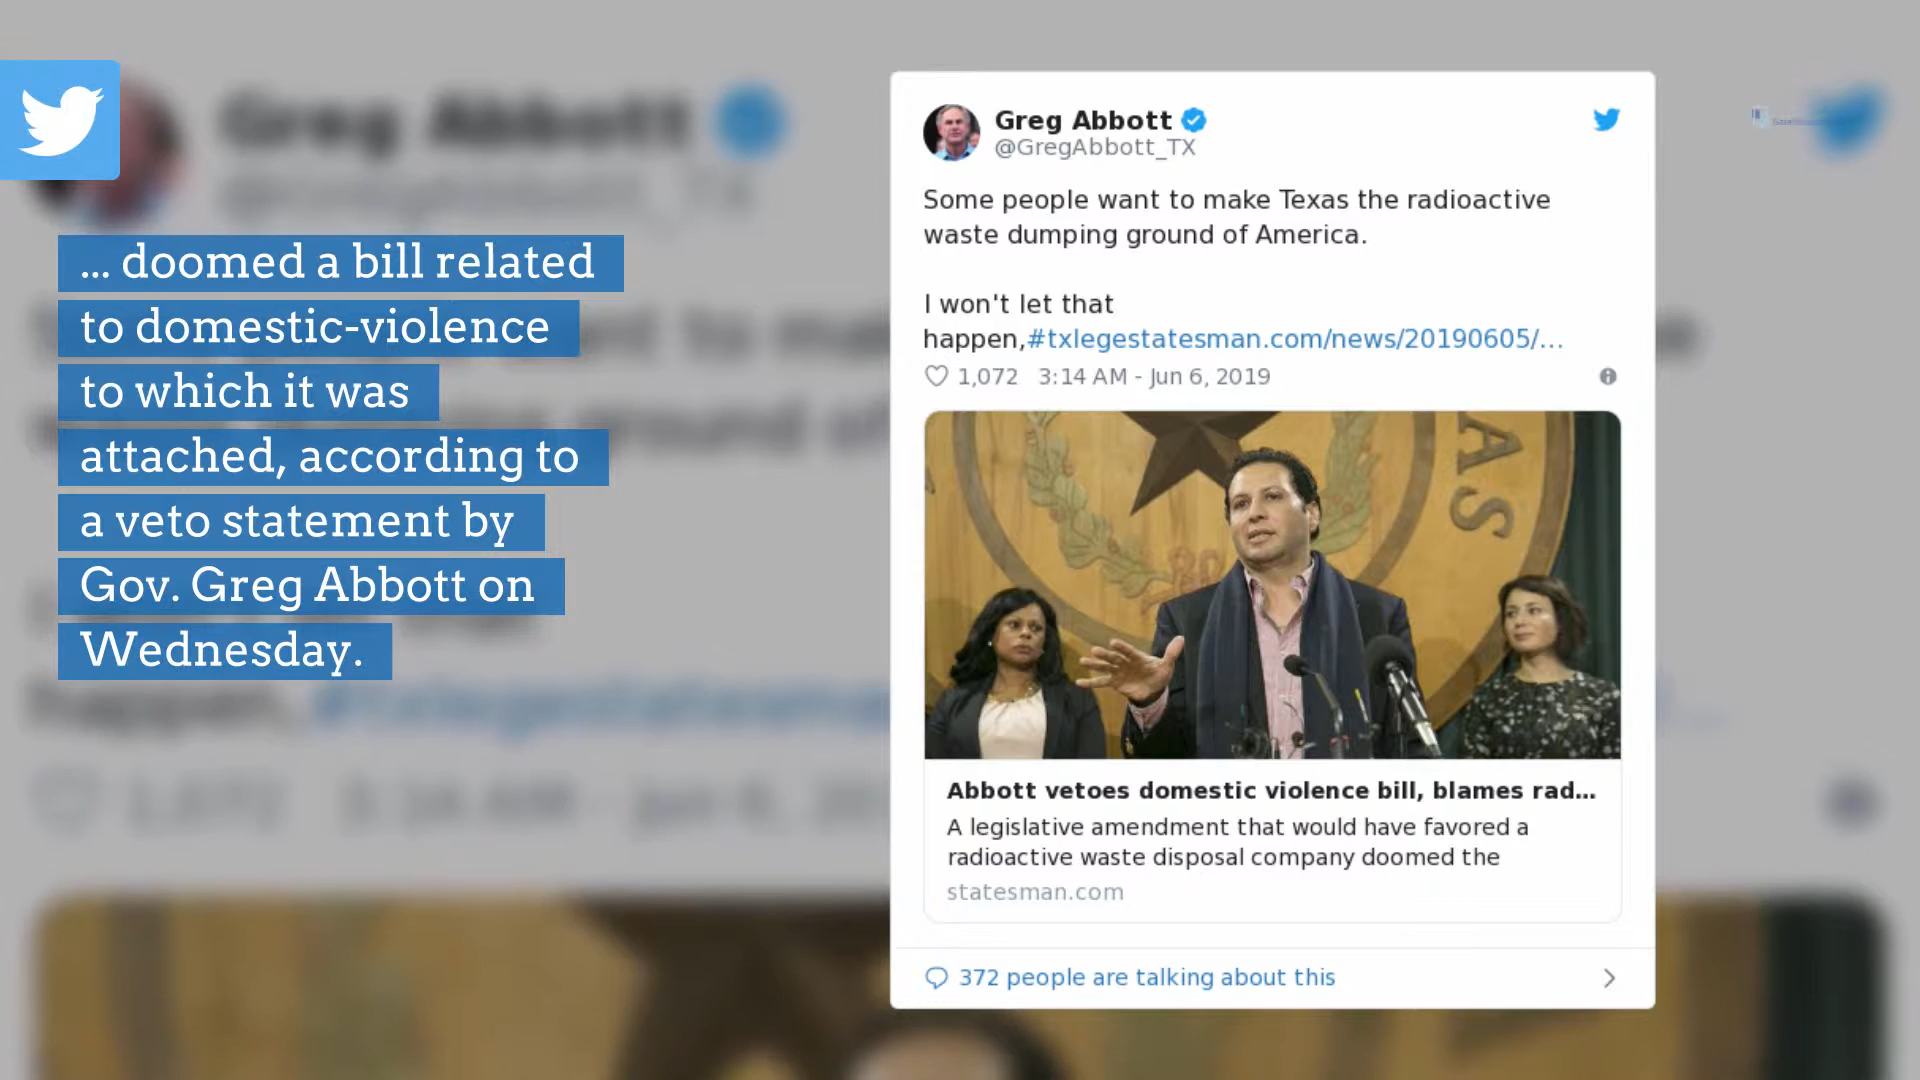 ... doomed a bill related
to domestic-violence
to which it was
attached, according to
a veto statement by
Gov. Greg Abbott on
Wednesday.
Greg Abbott
@GregAbbott_TX
Some people want to make Texas the radioactive
waste dumping ground of America.
I won't let that
happen,#txlegestatesman.com/news/20190605/...
1,072 3:14 AM - Jun 6, 2019
AS
Abbott vetoes domestic violence bill, blames rad...
A legislative amendment that would have favored a
radioactive waste disposal company doomed the
statesman.com
372 people are talking about this